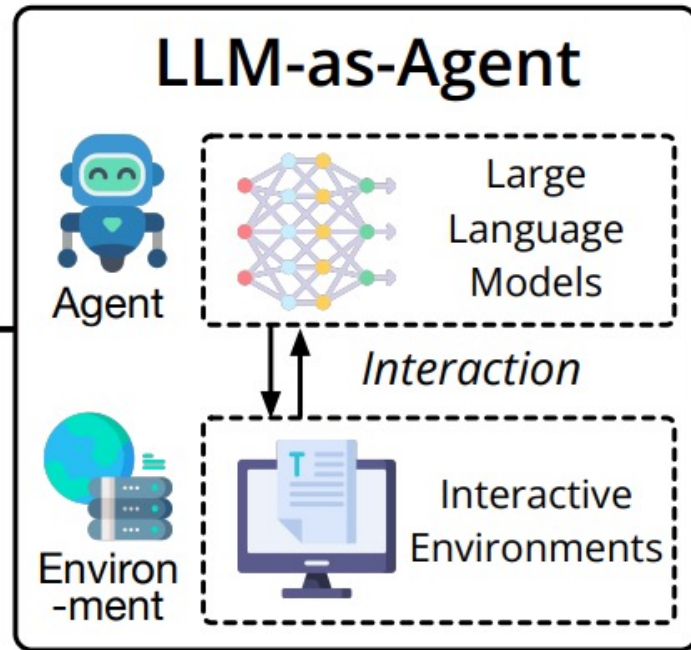 LLM-as-Agent
Agent
Large
Language
Models
Interaction
Environ
-ment
T
Interactive
Environments